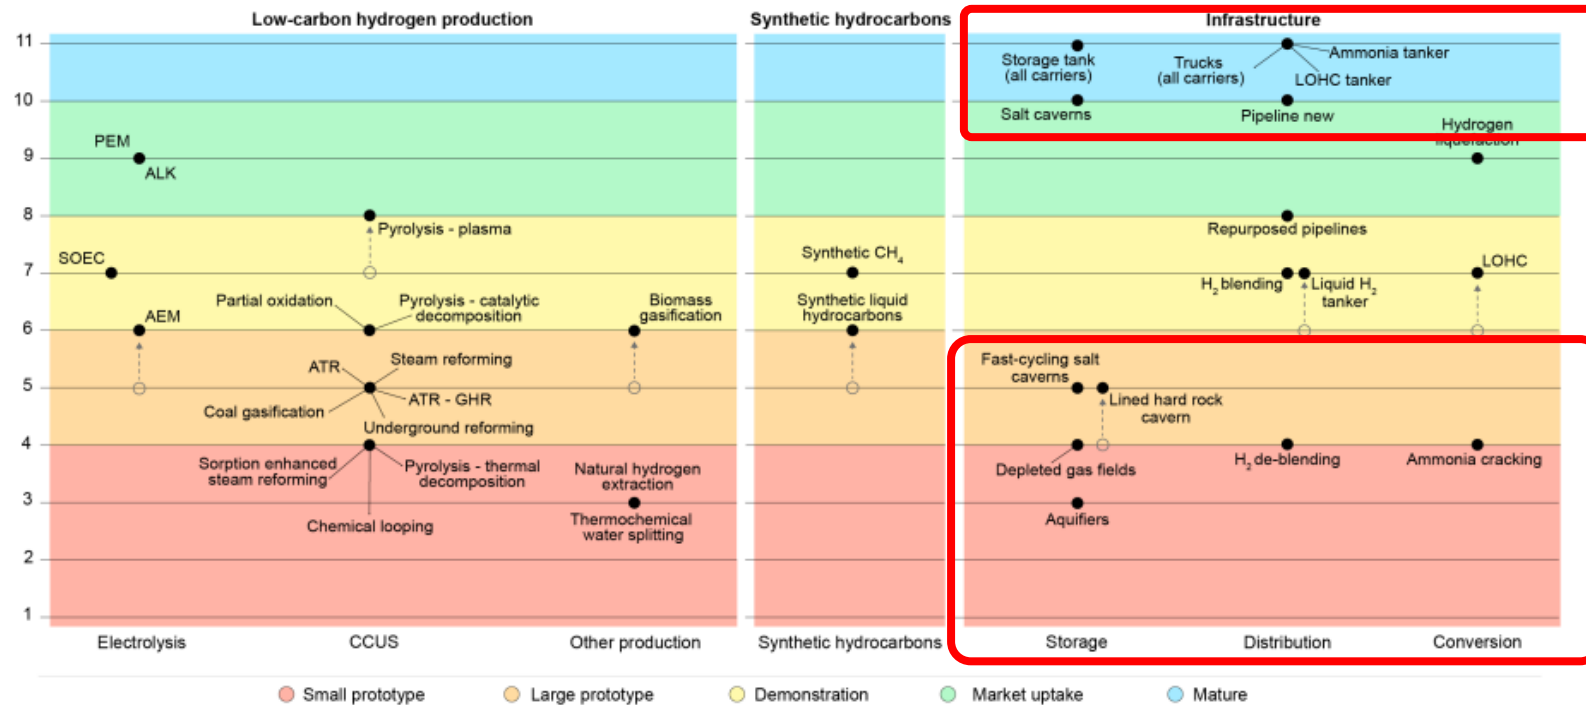 Low-carbon hydrogen production
Synthetic hydrocarbons
Infrastructure
11
10
9
8
7
6
5
4
3
2
1
PEM
ALK
SOEC
AEM
Pyrolysis - plasma
Partial oxidation
Pyrolysis - catalytic
decomposition
ATR
Steam reforming
Coal gasification
ATR - GHR
Underground reforming
Sorption enhanced
steam reforming
Pyrolysis - thermal
decomposition
Chemical looping
Biomass
gasification
Natural hydrogen
extraction
Thermochemical
water splitting
Synthetic CH₄
Synthetic liquid
hydrocarbons
Storage tank
(all carriers)
Salt caverns
Fast-cycling salt
caverns
Lined hard rock
cavern
Depleted gas fields
Aquifiers
Trucks
(all carriers)
Ammonia tanker
LOHC tanker
Pipeline new
Repurposed pipelines
H₂ blending
Liquid H₂
tanker
H₂ de-blending
Hydrogen
liquefaction
LOHC
Ammonia cracking
Electrolysis
CCUS
Other production
Synthetic hydrocarbons
Storage
Distribution
Conversion
Small prototype
Large prototype
Demonstration
Market uptake
Mature